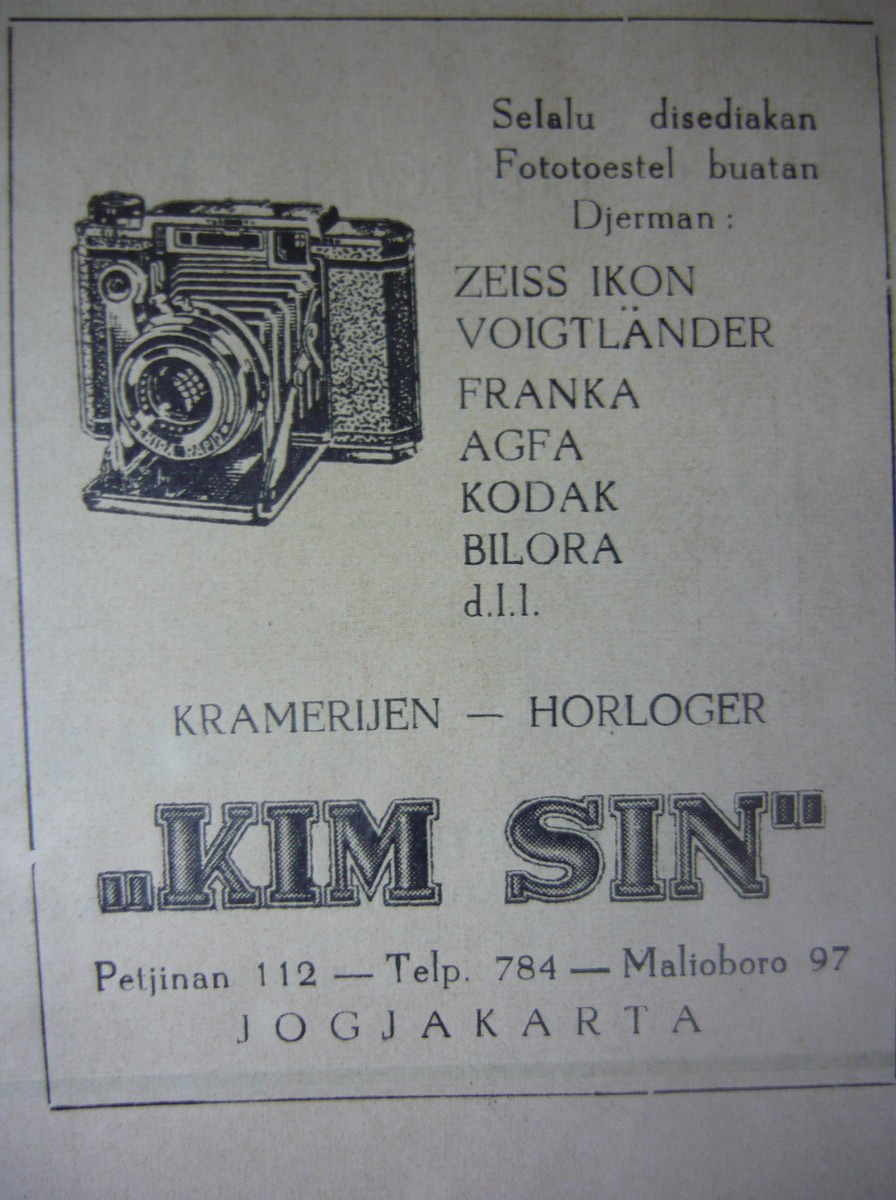 Selalu disediakan
Fototoestel buatan
Djerman :
ZEISS IKON
VOIGTLÄNDER
FRANKA
AGFA
KODAK
BILORA
d.l.l.
KRAMERIJEN — HORLOGER
„KIM SIN"
Petjinan 112 — Telp. 784 — Malioboro 97
JOGJAKARTA